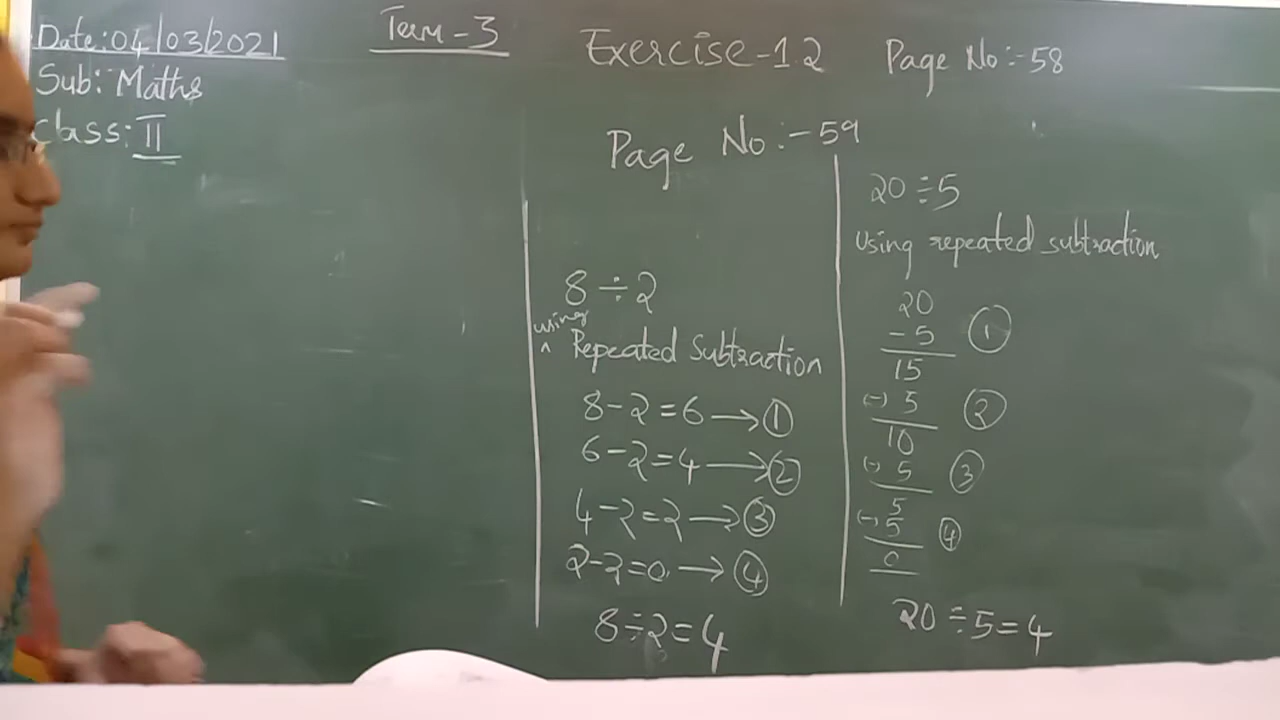 Date:04/03/2021
Sub: Maths
Class: II
Term-3
Exercise-1.2
Page No:-58
Page No:-59
8÷2
using
^ Repeated Subtraction
8-2=6→①
6-2=4→②
4-2=2→③
2-2=0→④
8÷2=4
20÷5
Using repeated subtraction
20
-5 ①
15
(-) 5 ②
10
(-) 5 ③
5
(-) 5 ④
0
20÷5=4